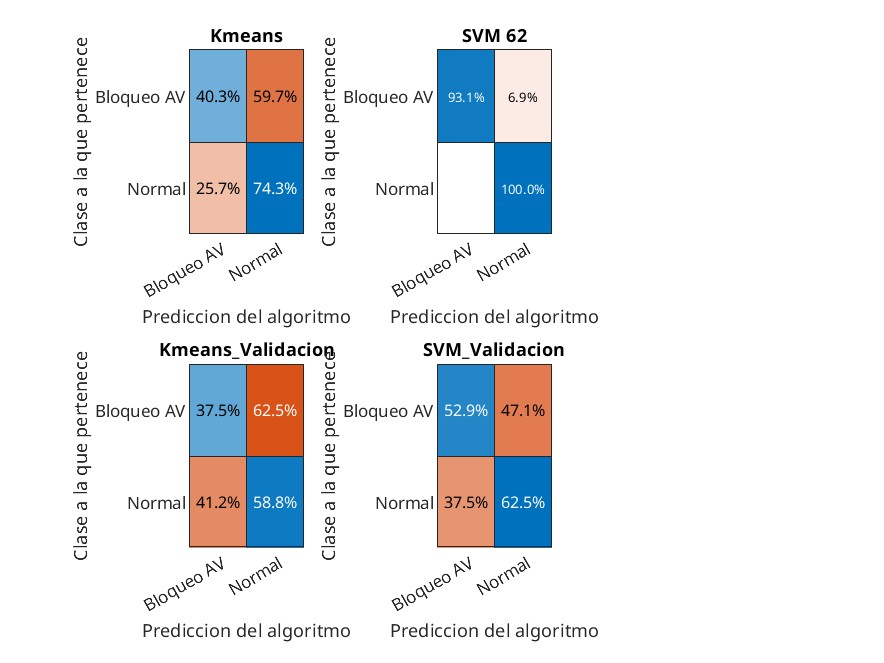 Kmeans
Clase a la que pertenece
Bloqueo AV 40.3% 59.7%
Normal 25.7% 74.3%
Bloqueo AV Normal
Prediccion del algoritmo
SVM 62
Clase a la que pertenece
Bloqueo AV 93.1% 6.9%
Normal 100.0%
Bloqueo AV Normal
Prediccion del algoritmo
Kmeans_Validacion
Clase a la que pertenece
Bloqueo AV 37.5% 62.5%
Normal 41.2% 58.8%
Bloqueo AV Normal
Prediccion del algoritmo
SVM_Validacion
Clase a la que pertenece
Bloqueo AV 52.9% 47.1%
Normal 37.5% 62.5%
Bloqueo AV Normal
Prediccion del algoritmo